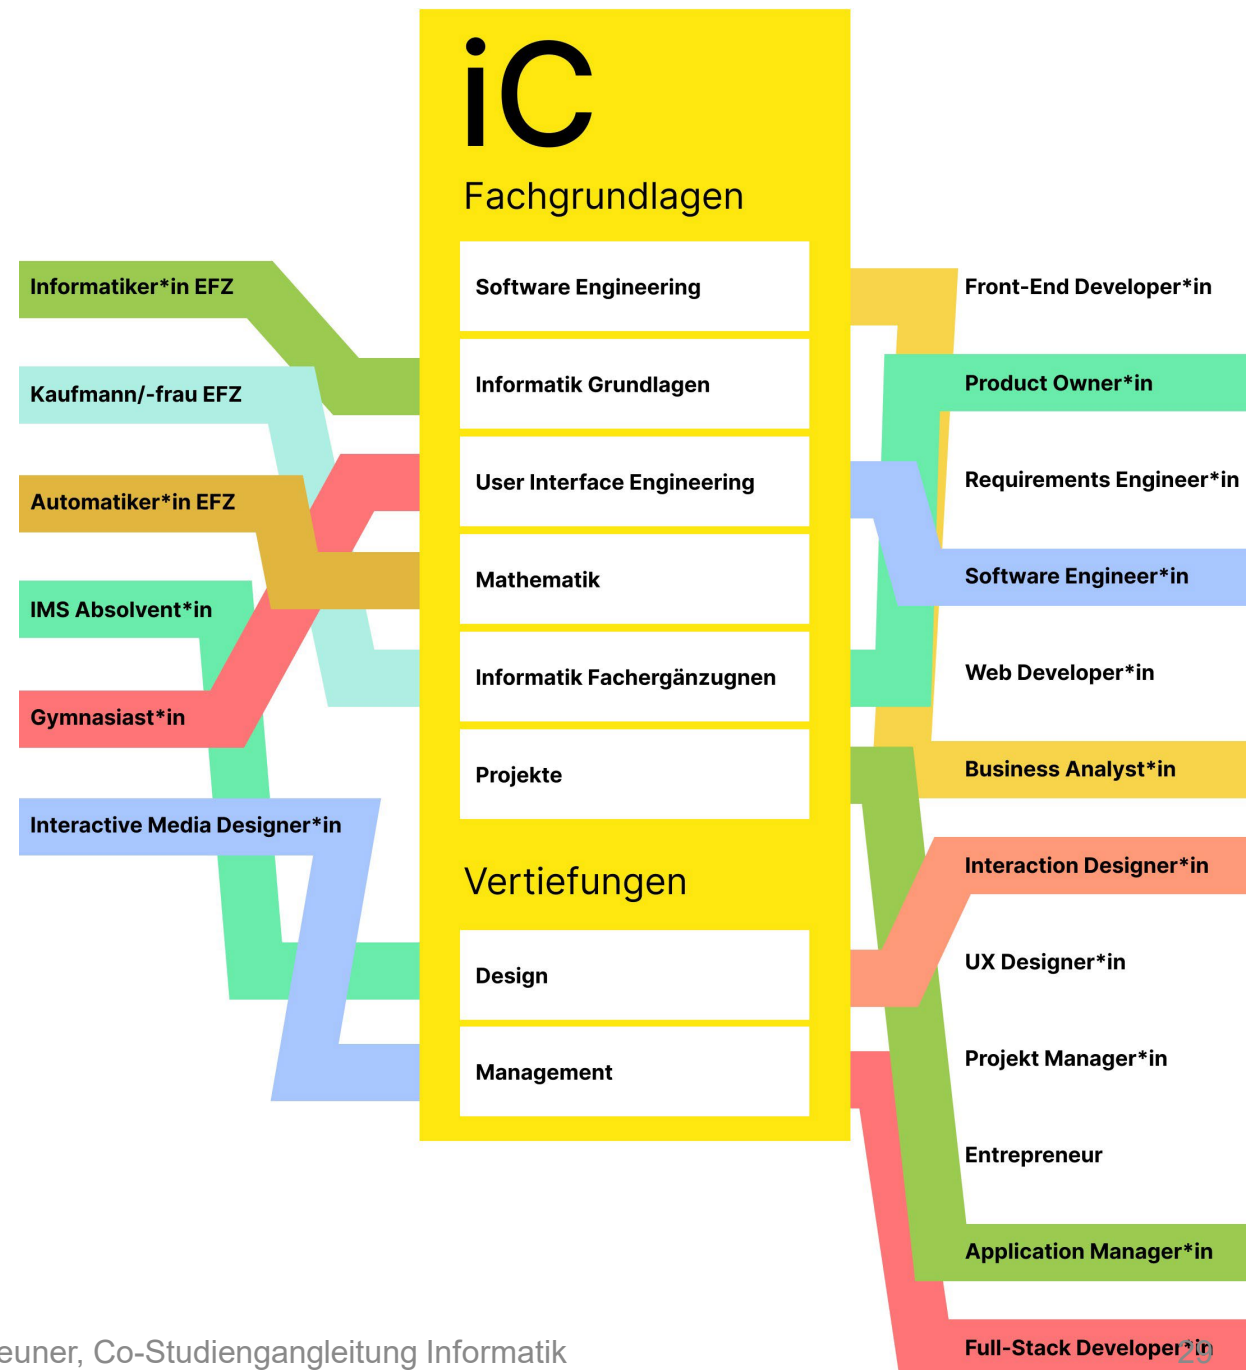 iC
Fachgrundlagen
Informatiker*in EFZ
Kaufmann/-frau EFZ
Automatiker*in EFZ
IMS Absolvent*in
Gymnasiast*in
Interactive Media Designer*in
Software Engineering
Informatik Grundlagen
User Interface Engineering
Mathematik
Informatik Fachergänzugnen
Projekte
Vertiefungen
Design
Management
Front-End Developer*in
Product Owner*in
Requirements Engineer*in
Software Engineer*in
Web Developer*in
Business Analyst*in
Interaction Designer*in
UX Designer*in
Projekt Manager*in
Entrepreneur
Application Manager*in
Full-Stack Developer*in
euner, Co-Studiengangleitung Informatik
29